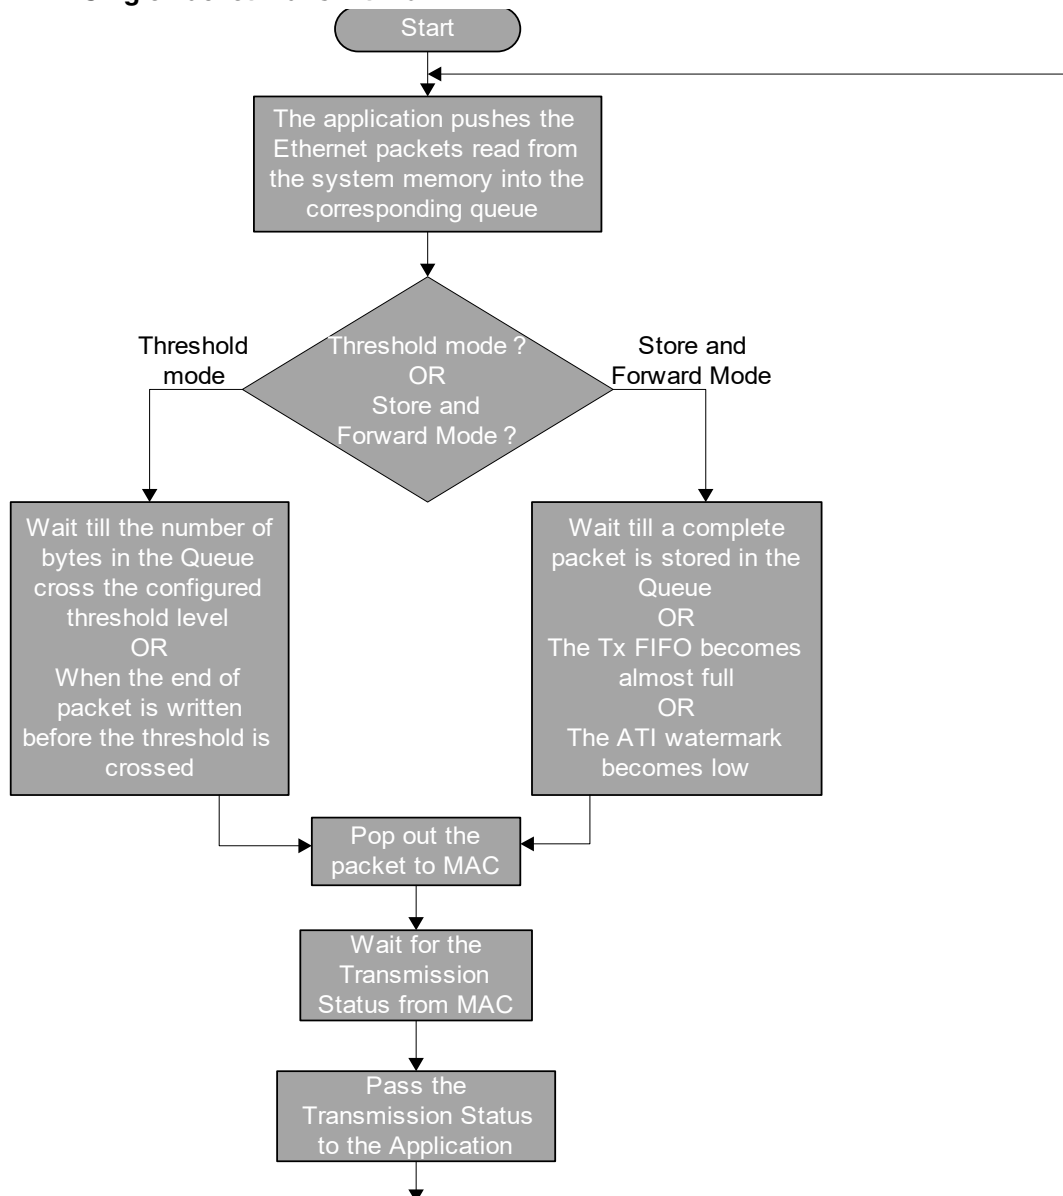 Start
The application pushes the
Ethernet packets read from
the system memory into the
corresponding queue
Threshold
mode
Threshold mode ?
OR
Store and
Forward Mode ?
Store and
Forward Mode
Wait till the number of
bytes in the Queue
cross the configured
threshold level
OR
When the end of
packet is written
before the threshold is
crossed
Wait till a complete
packet is stored in the
Queue
OR
The Tx FIFO becomes
almost full
OR
The ATI watermark
becomes low
Pop out the
packet to MAC
Wait for the
Transmission
Status from MAC
Pass the
Transmission Status
to the Application